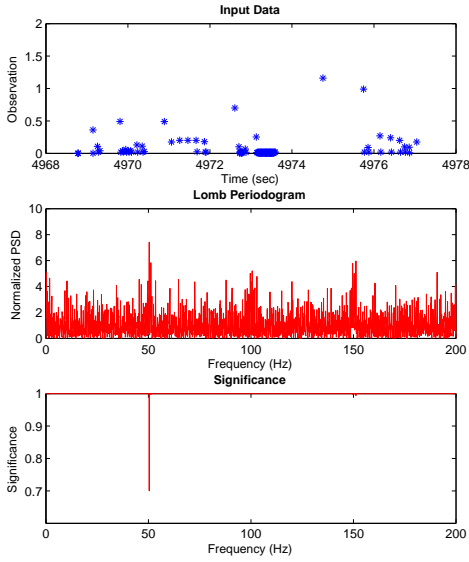 Input Data
2
1.5
1
0.5
0
Observation
4968 4970 4972 4974 4976 4978
Time (sec)
Lomb Periodogram
10
8
6
4
2
0
Normalized PSD
0 50 100 150 200
Frequency (Hz)
Significance
1
0.9
0.8
0.7
Significance
0 50 100 150 200
Frequency (Hz)